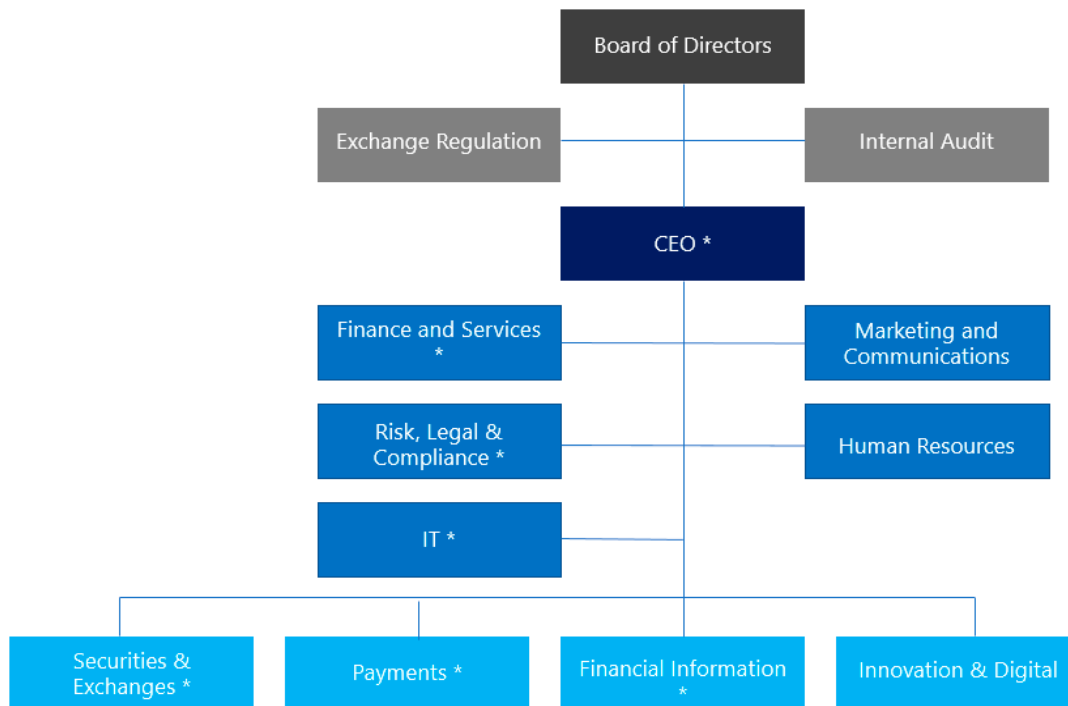 Board of Directors
Exchange Regulation
Internal Audit
CEO *
Finance and Services
*
Marketing and
Communications
Risk, Legal &
Compliance *
Human Resources
IT *
Securities &
Exchanges *
Payments *
Financial Information
*
Innovation & Digital